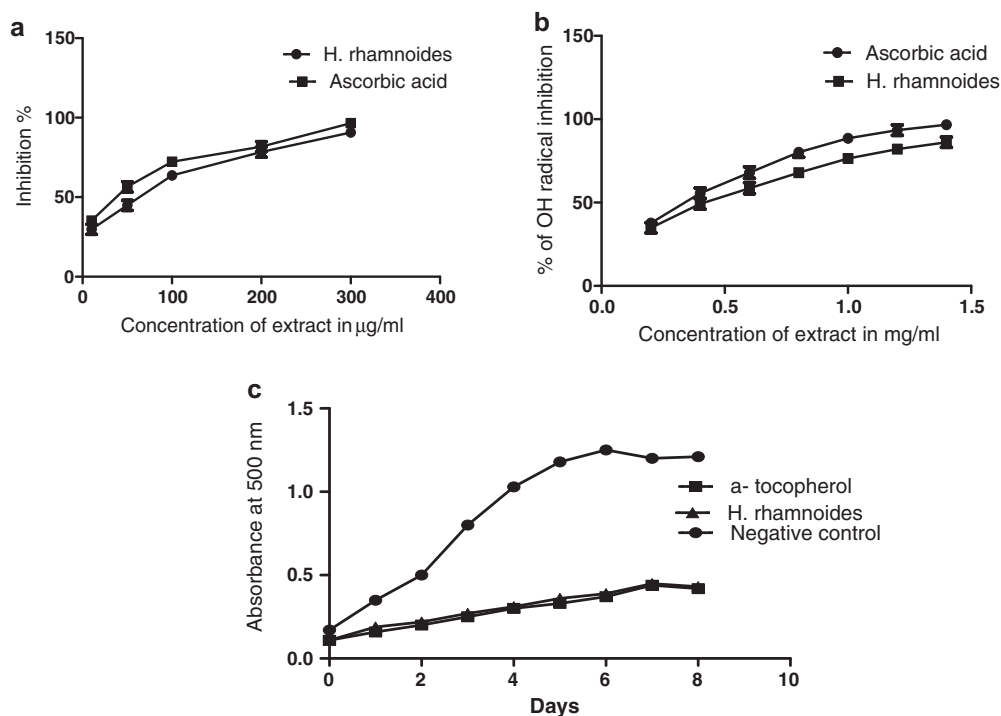 a
150
100
50
0
0 100 200 300 400
Inhibition %
Concentration of extract in µg/ml
H. rhamnoides
Ascorbic acid
b
150
100
50
0
0.0 0.5 1.0 1.5
% of OH radical inhibition
Concentration of extract in mg/ml
Ascorbic acid
H. rhamnoides
c
1.5
1.0
0.5
0.0
0 2 4 6 8 10
Absorbance at 500 nm
Days
a- tocopherol
H. rhamnoides
Negative control